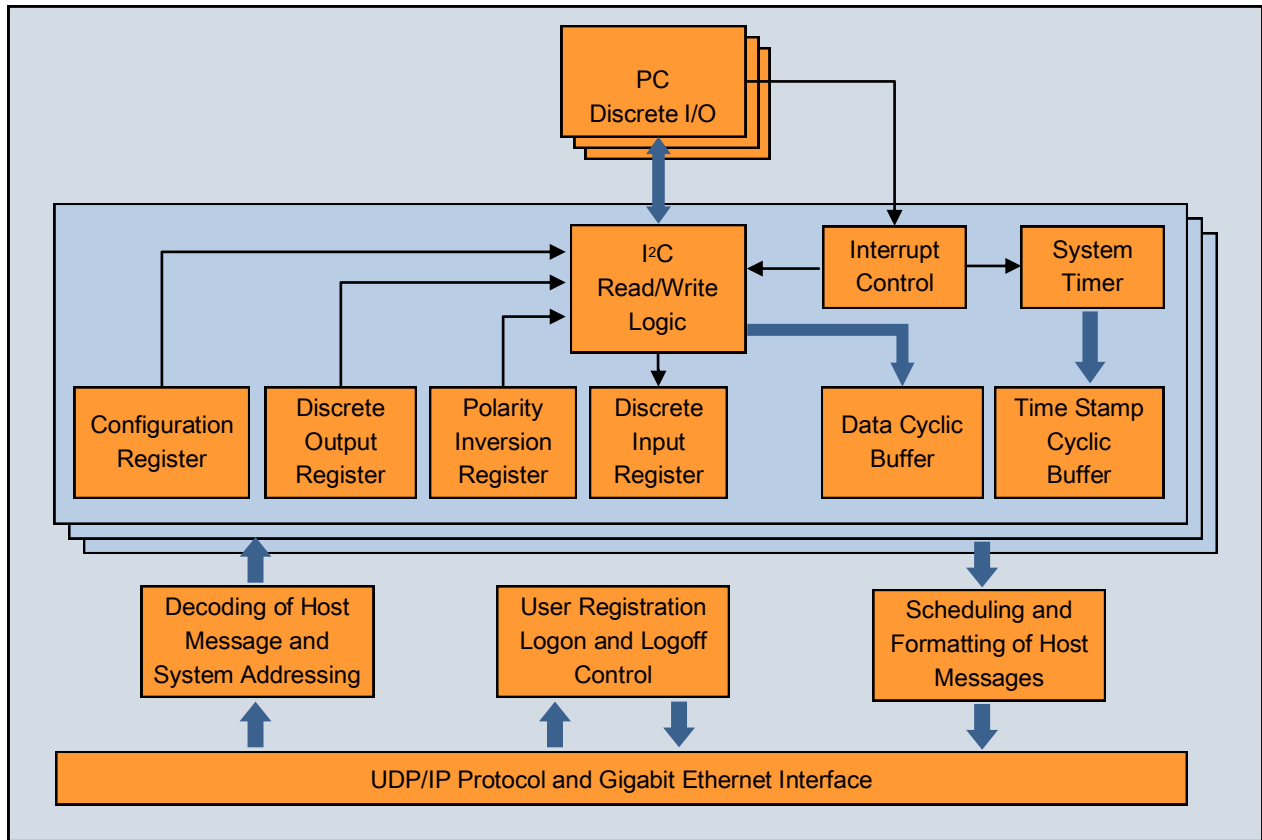 PC
Discrete I/O
I²C
Read/Write
Logic
Interrupt
Control
System
Timer
Configuration
Register
Discrete
Output
Register
Polarity
Inversion
Register
Discrete
Input
Register
Data Cyclic
Buffer
Time Stamp
Cyclic
Buffer
Decoding of Host
Message and
System Addressing
User Registration
Logon and Logoff
Control
Scheduling and
Formatting of Host
Messages
UDP/IP Protocol and Gigabit Ethernet Interface